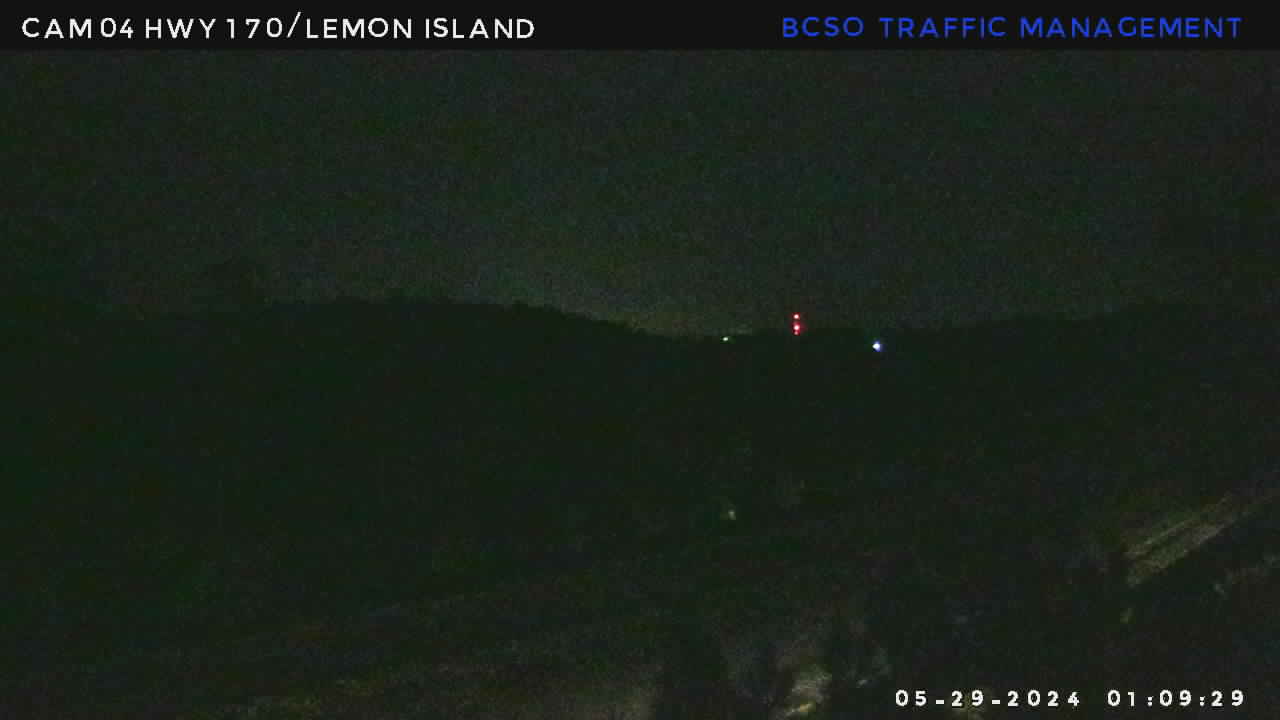 CAM04 HWY 170/LEMON ISLAND
BCSO TRAFFIC MANAGEMENT
05-29-2024 01:09:29